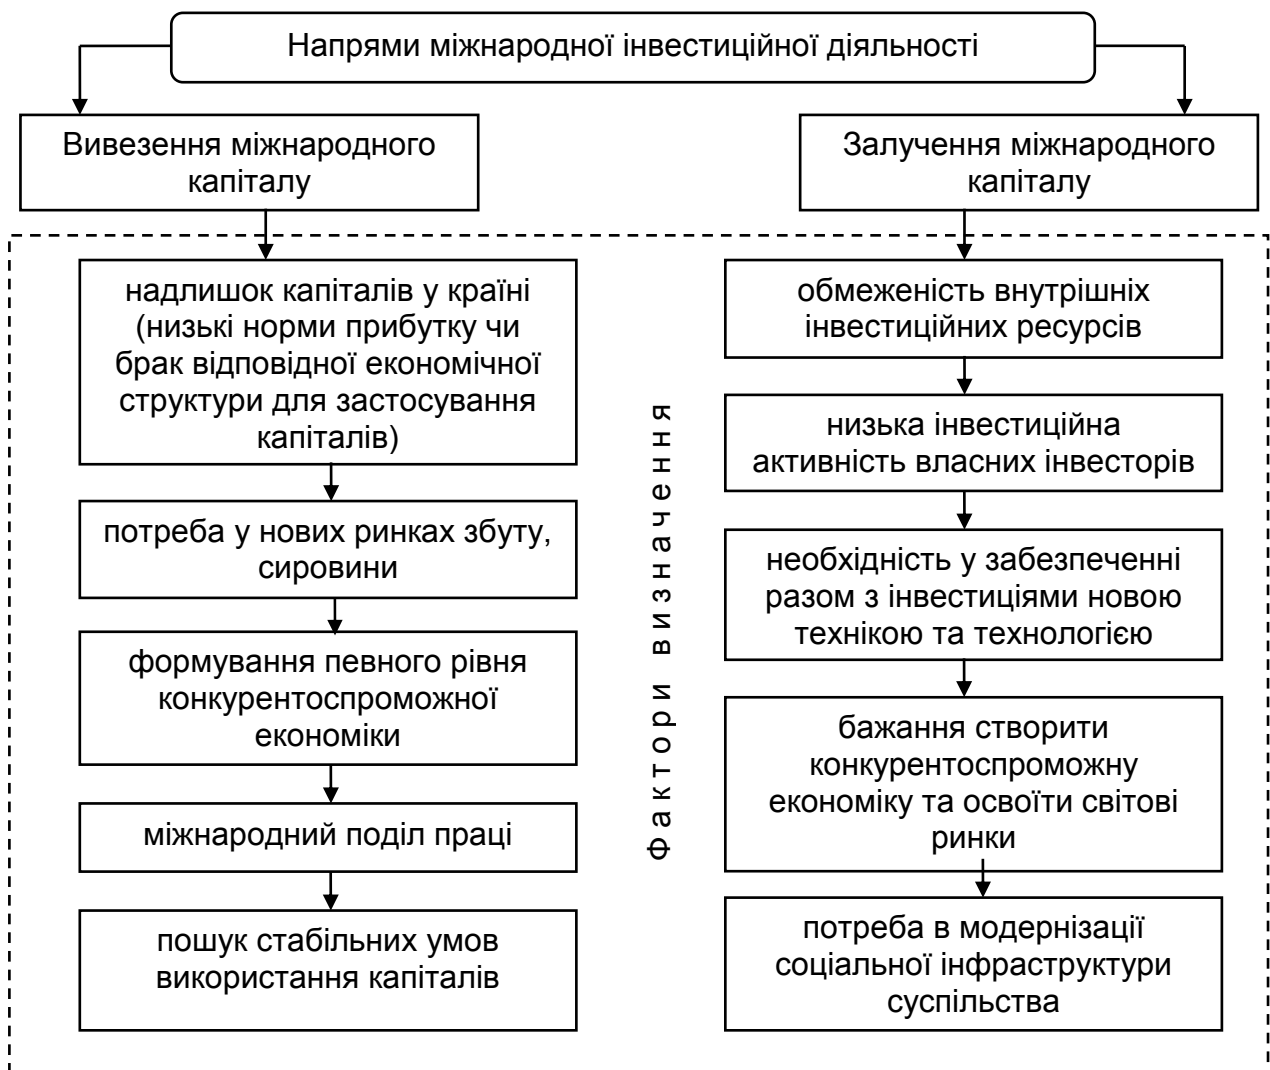 Напрями міжнародної інвестиційної діяльності
Вивезення міжнародного
капіталу
Залучення міжнародного
капіталу
надлишок капіталів у країні
(низькі норми прибутку чи
брак відповідної економічної
структури для застосування
капіталів)
потреба у нових ринках збуту,
сировини
формування певного рівня
конкурентоспроможної
економіки
міжнародний поділ праці
пошук стабільних умов
використання капіталів
Фактори визначення
обмеженість внутрішніх
інвестиційних ресурсів
низька інвестиційна
активність власних інвесторів
необхідність у забезпеченні
разом з інвестиціями новою
технікою та технологією
бажання створити
конкурентоспроможну
економіку та освоїти світові
ринки
потреба в модернізації
соціальної інфраструктури
суспільства